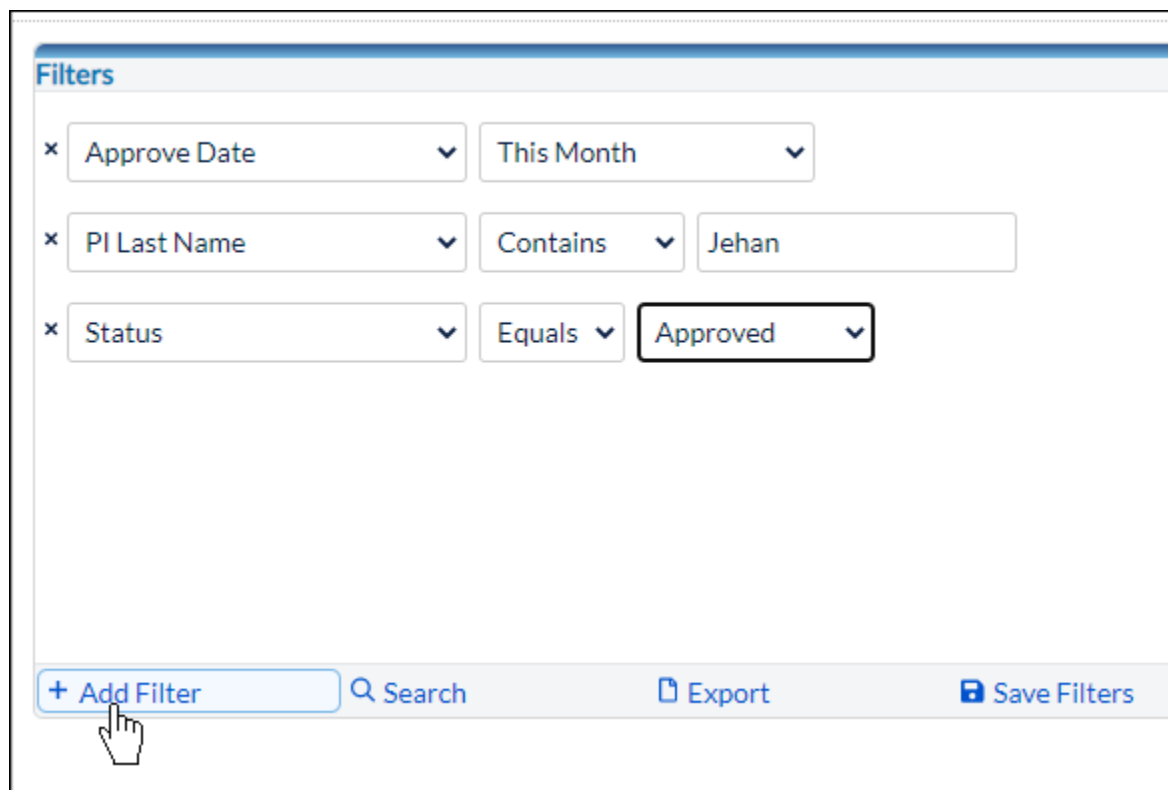 Filters
× Approve Date This Month
× PI Last Name Contains Jehan
× Status Equals Approved
+ Add Filter Search Export Save Filters